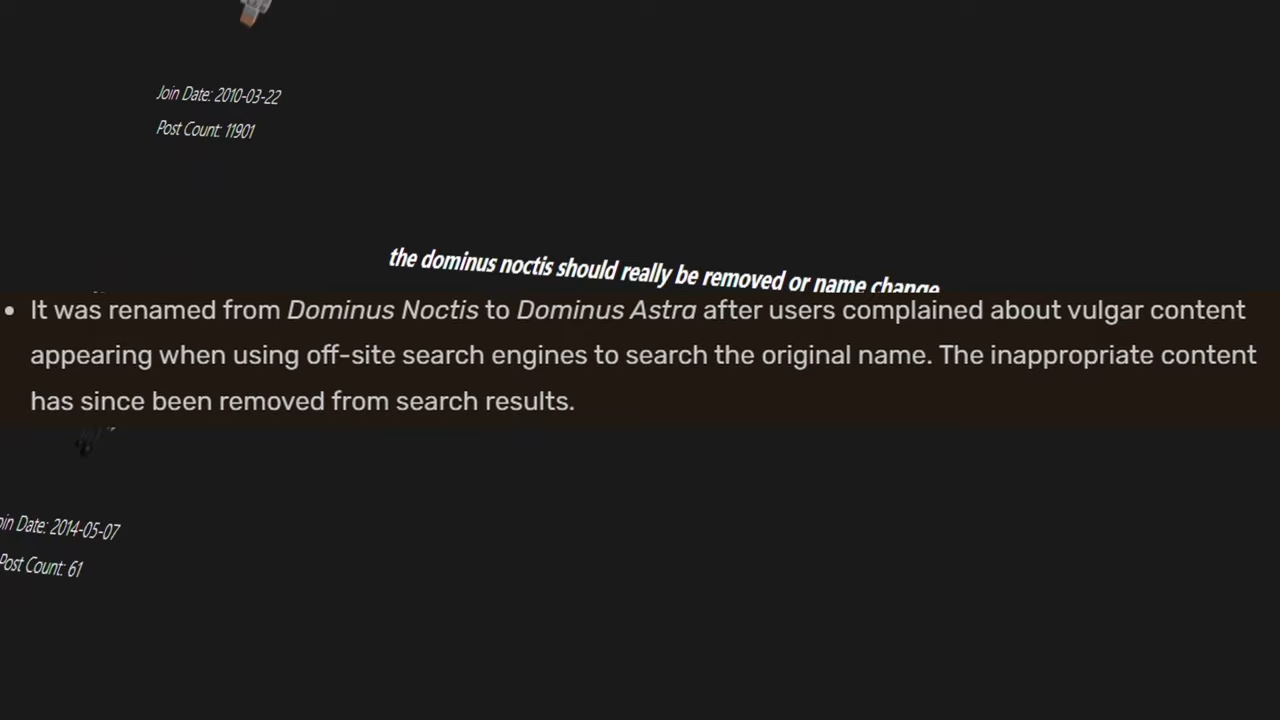 Join Date: 2010-03-22
Post Count: 11901
the dominus noctis should really be removed or name change
• It was renamed from Dominus Noctis to Dominus Astra after users complained about vulgar content
appearing when using off-site search engines to search the original name. The inappropriate content
has since been removed from search results.
oin Date: 2014-05-07
Post Count: 61